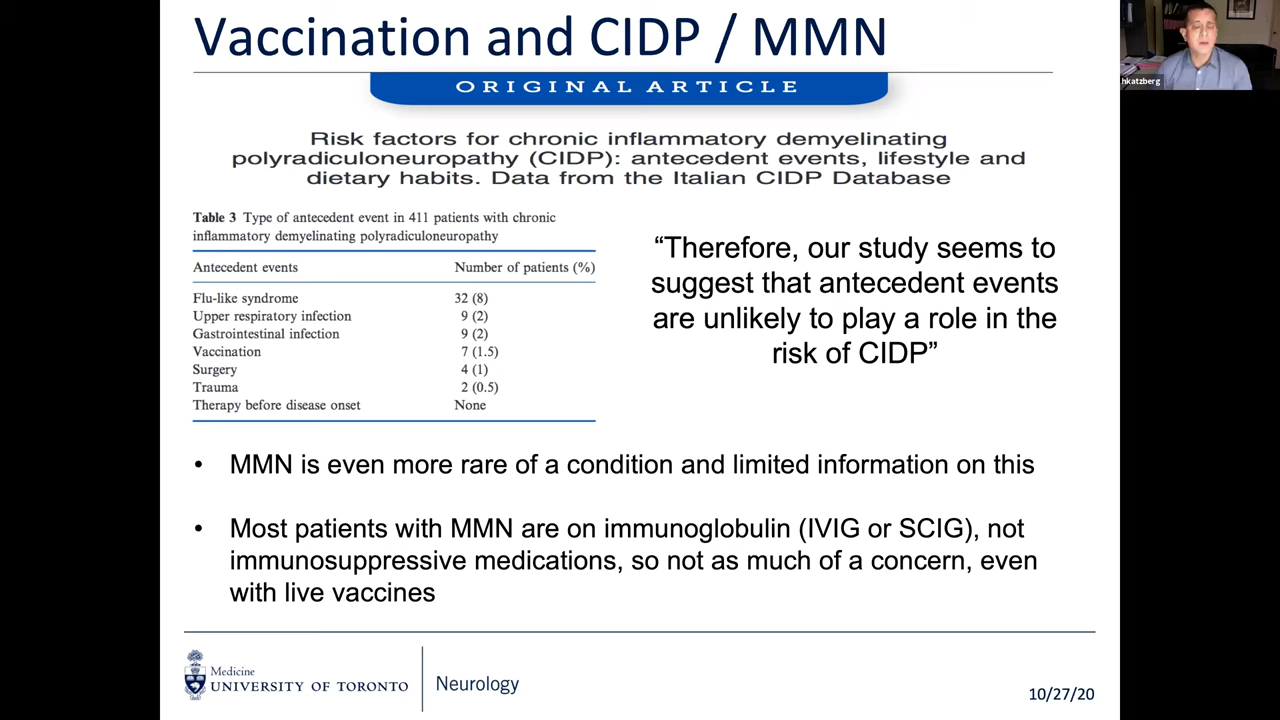 Vaccination and CIDP / MMN
hkatzberg
ORIGINAL ARTICLE
Risk factors for chronic inflammatory demyelinating
polyradiculoneuropathy (CIDP): antecedent events, lifestyle and
dietary habits. Data from the Italian CIDP Database
Table 3 Type of antecedent event in 411 patients with chronic
inflammatory demyelinating polyradiculoneuropathy
Antecedent events Number of patients (%)
Flu-like syndrome 32 (8)
Upper respiratory infection 9 (2)
Gastrointestinal infection 9 (2)
Vaccination 7 (1.5)
Surgery 4 (1)
Trauma 2 (0.5)
Therapy before disease onset None
“Therefore, our study seems to
suggest that antecedent events
are unlikely to play a role in the
risk of CIDP”
• MMN is even more rare of a condition and limited information on this
• Most patients with MMN are on immunoglobulin (IVIG or SCIG), not
immunosuppressive medications, so not as much of a concern, even
with live vaccines
Medicine
UNIVERSITY OF TORONTO
Neurology
10/27/20